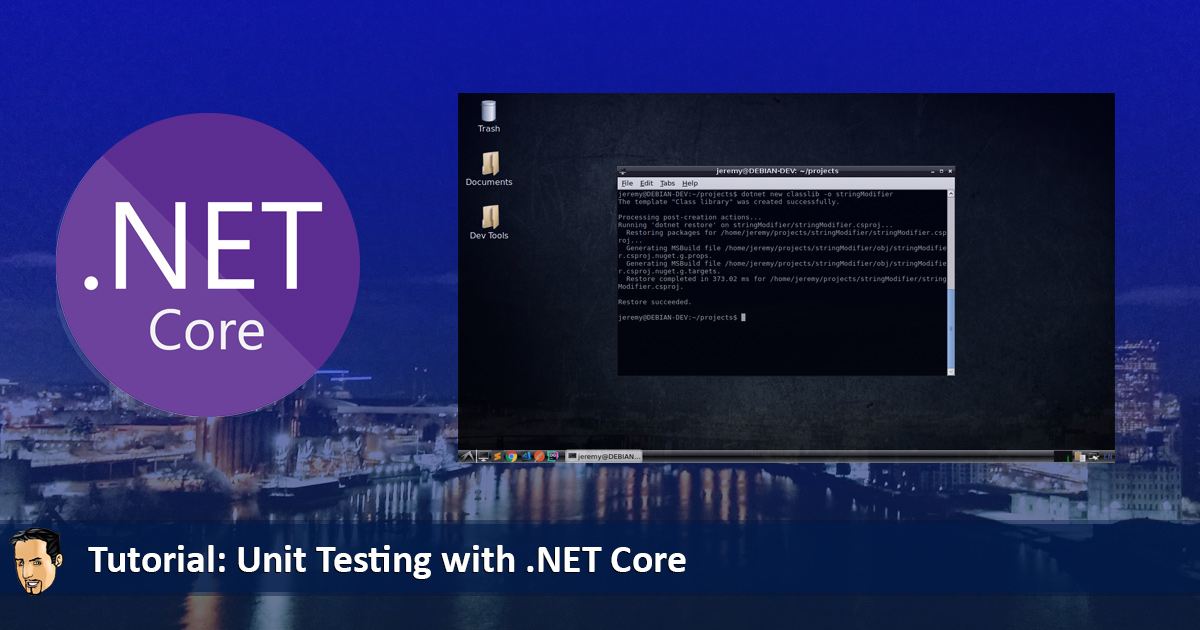 .NET
Core
Trash
Documents
Dev Tools
jeremy@DEBIAN-DEV: ~/projects
File Edit Tabs Help
jeremy@DEBIAN-DEV:~/projects$ dotnet new classlib -o stringModifier
The template "Class library" was created successfully.
Processing post-creation actions...
Running 'dotnet restore' on stringModifier/stringModifier.csproj...
Restoring packages for /home/jeremy/projects/stringModifier/stringModifier.csp
roj...
Generating MSBuild file /home/jeremy/projects/stringModifier/obj/stringModifie
r.csproj.nuget.g.props.
Generating MSBuild file /home/jeremy/projects/stringModifier/obj/stringModifie
r.csproj.nuget.g.targets.
Restore completed in 373.02 ms for /home/jeremy/projects/stringModifier/string
Modifier.csproj.
Restore succeeded.
jeremy@DEBIAN-DEV:~/projects$
jeremy@DEBIAN...
Tutorial: Unit Testing with .NET Core